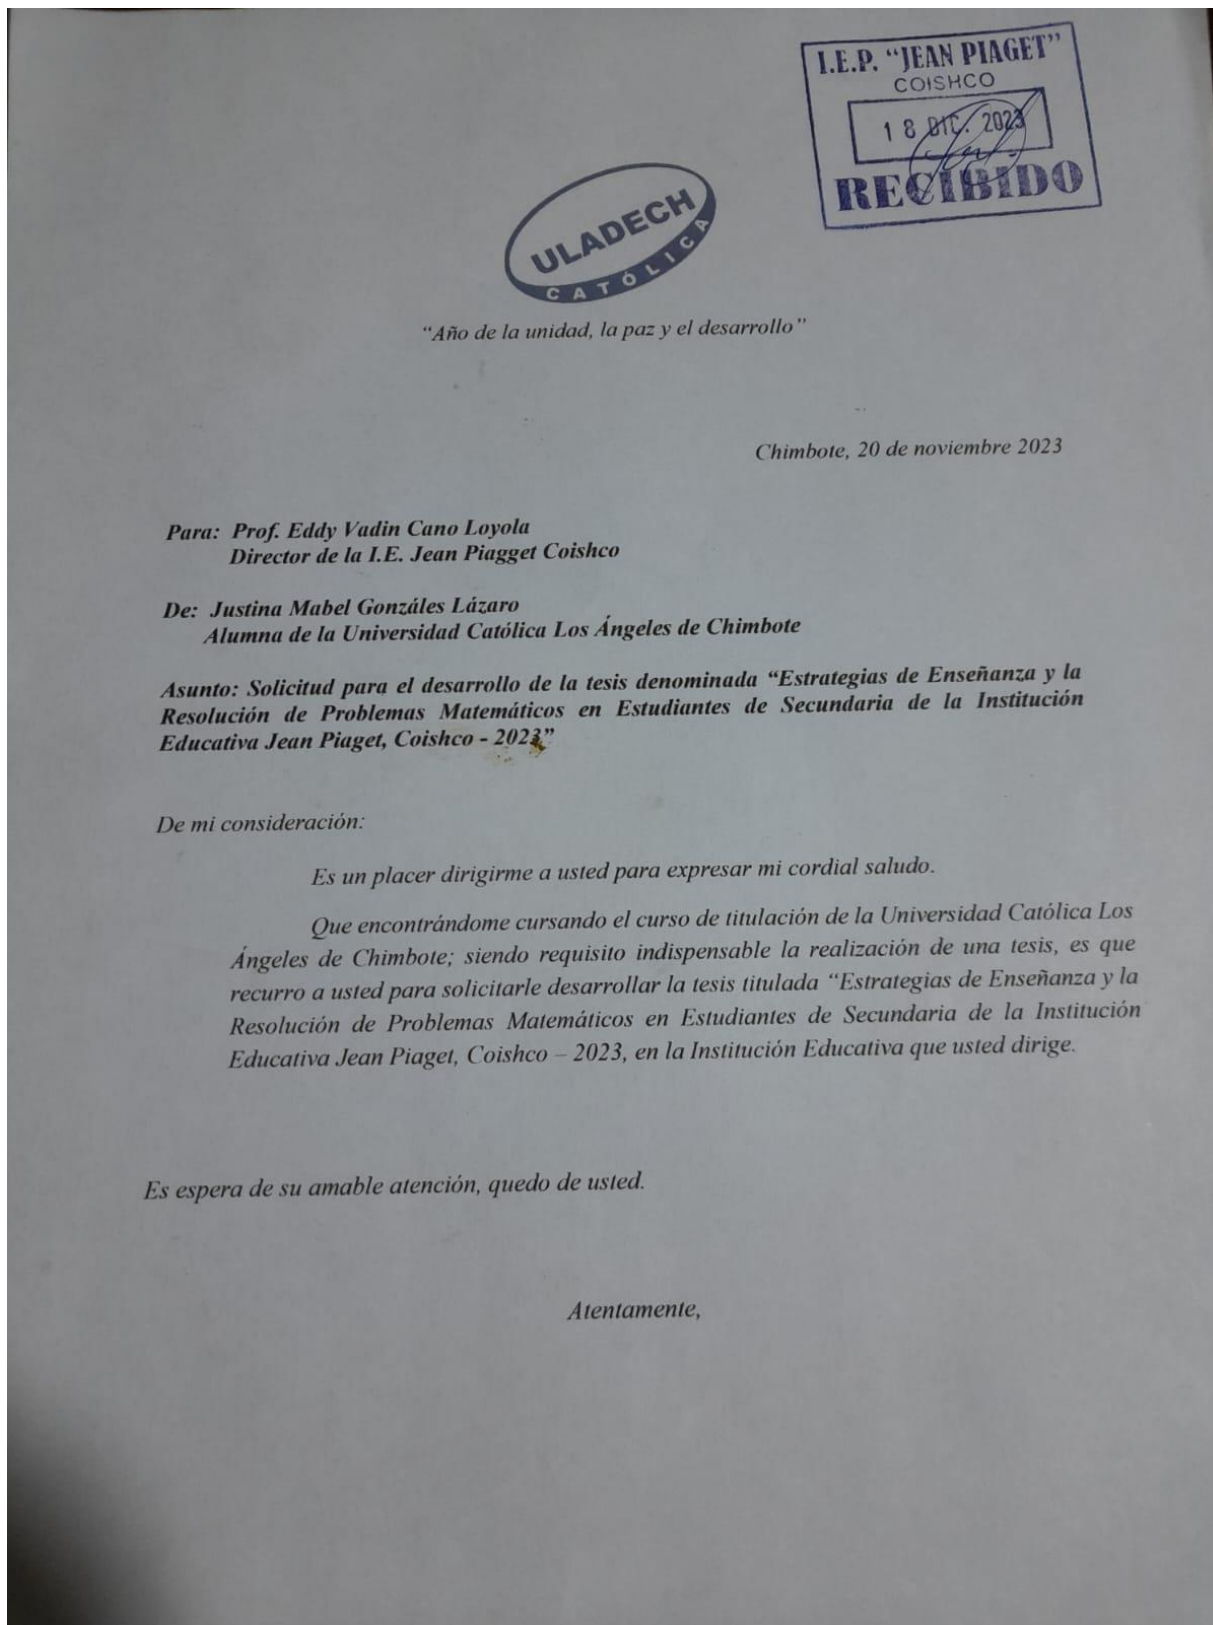 I.E.P. “JEAN PIAGET”
COISHCO
18 DIC. 2023
RECIBIDO
ULADECH
CATÓLICA
“Año de la unidad, la paz y el desarrollo”
Chimbote, 20 de noviembre 2023
Para: Prof. Eddy Vadin Cano Loyola
Director de la I.E. Jean Piagget Coishco
De: Justina Mabel Gonzáles Lázaro
Alumna de la Universidad Católica Los Ángeles de Chimbote
Asunto: Solicitud para el desarrollo de la tesis denominada “Estrategias de Enseñanza y la
Resolución de Problemas Matemáticos en Estudiantes de Secundaria de la Institución
Educativa Jean Piaget, Coishco - 2023”
De mi consideración:
Es un placer dirigirme a usted para expresar mi cordial saludo.
Que encontrándome cursando el curso de titulación de la Universidad Católica Los
Ángeles de Chimbote; siendo requisito indispensable la realización de una tesis, es que
recurro a usted para solicitarle desarrollar la tesis titulada “Estrategias de Enseñanza y la
Resolución de Problemas Matemáticos en Estudiantes de Secundaria de la Institución
Educativa Jean Piaget, Coishco – 2023, en la Institución Educativa que usted dirige.
Es espera de su amable atención, quedo de usted.
Atentamente,